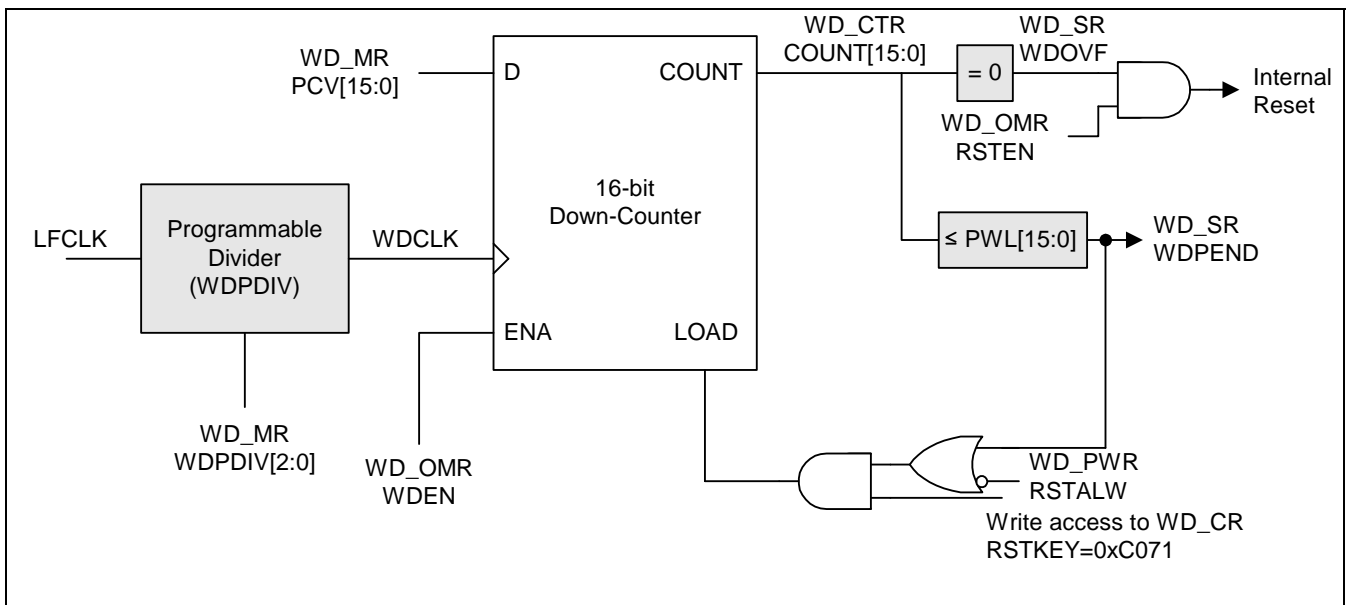 WD_MR
PCV[15:0]
D
COUNT
WD_CTR
COUNT[15:0]
= 0
WD_SR
WDOVF
Internal
Reset
WD_OMR
RSTEN
16-bit
Down-Counter
LFCLK
Programmable
Divider
(WDPDIV)
WDCLK
≤ PWL[15:0]
WD_SR
WDPEND
ENA
LOAD
WD_MR
WDPDIV[2:0]
WD_OMR
WDEN
WD_PWR
RSTALW
Write access to WD_CR
RSTKEY=0xC071